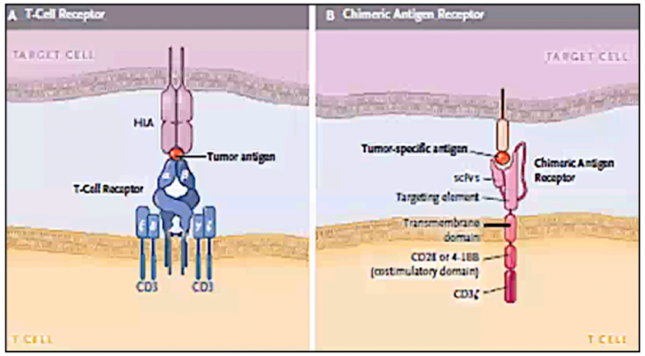 A T-Cell Receptor
TARGET CELL
HLA
Tumor antigen
T-Cell Receptor
CD3
CD3
T CELL
B Chimeric Antigen Receptor
TARGET CELL
Tumor-specific antigen
scFvs
Chimeric Antigen
Receptor
Targeting element
Transmembrane
domain
CD28 or 4-1BB
(costimulatory domain)
CD3ζ
T CELL